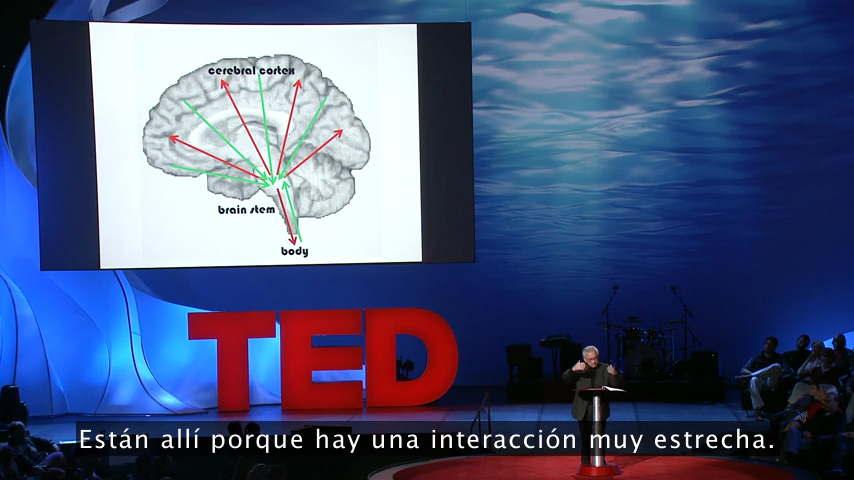 cerebral cortex
brain stem
body
TED
Están allí porque hay una interacción muy estrecha.